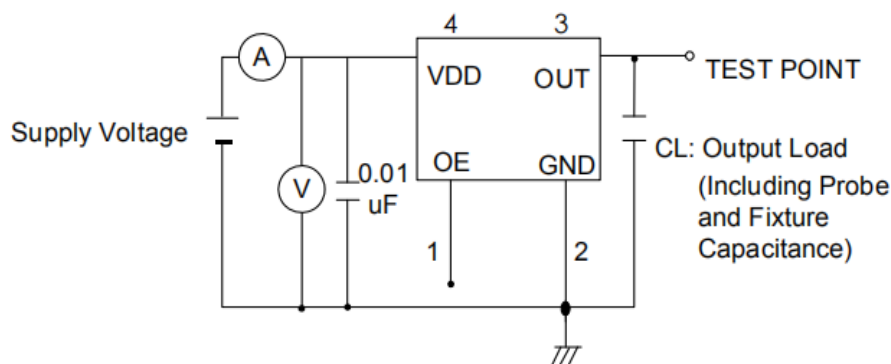 4
3
A
VDD
OUT
TEST POINT
Supply Voltage
V
0.01
uF
OE
GND
CL: Output Load
(Including Probe
and Fixture
Capacitance)
1
2